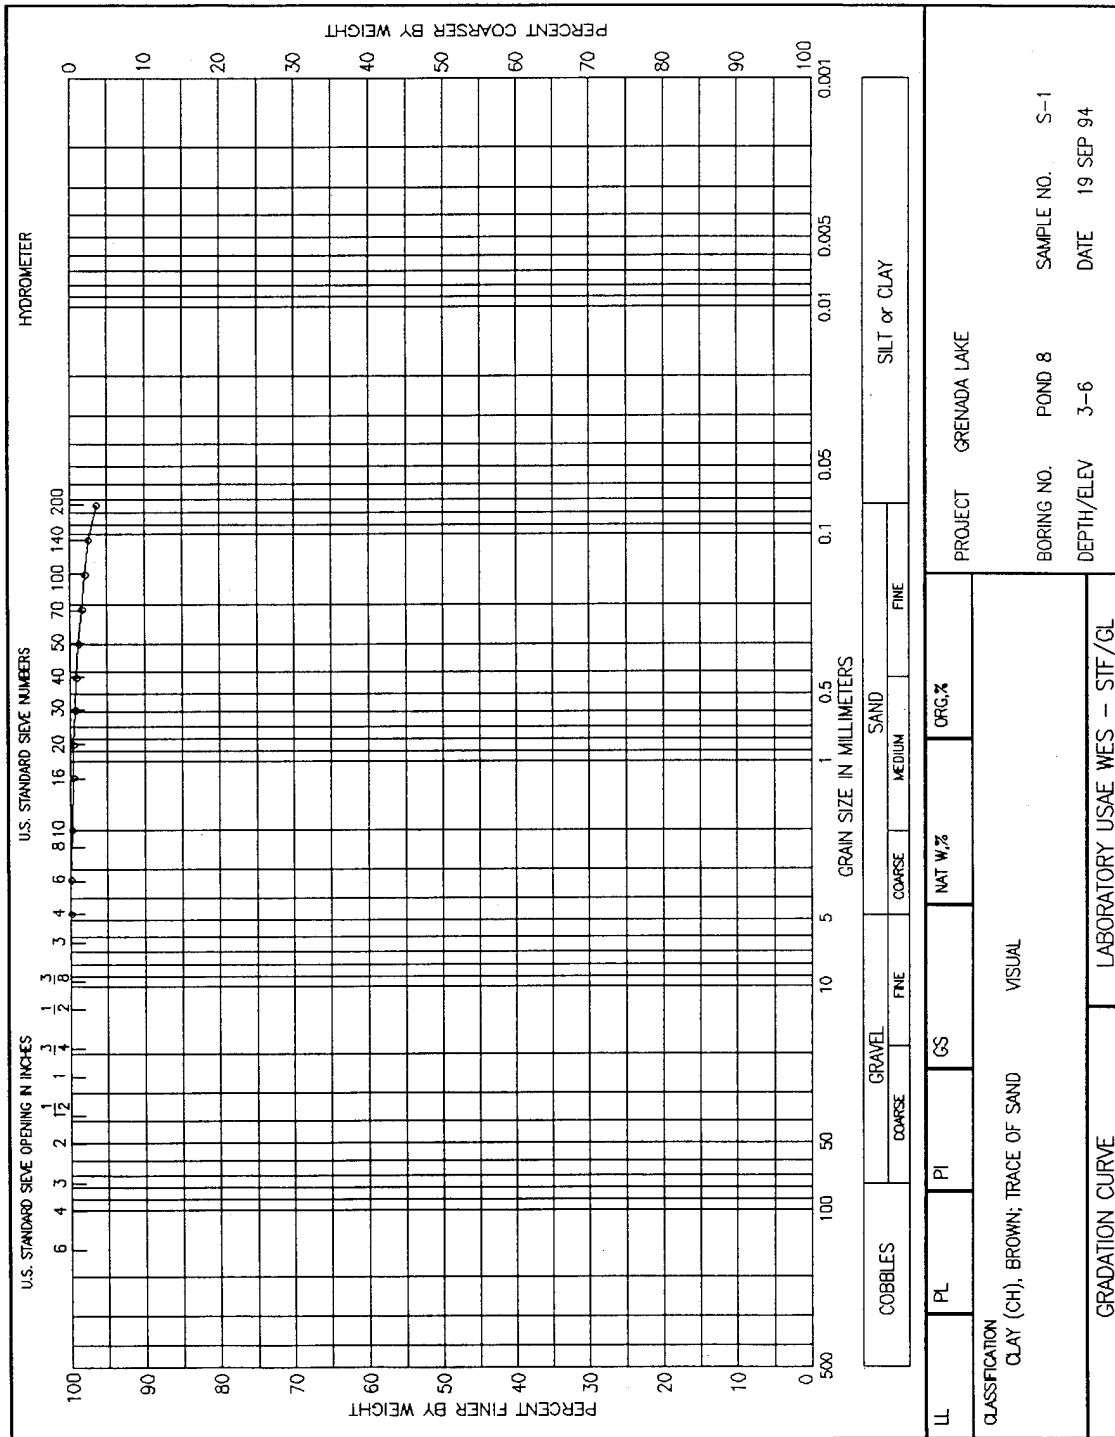 U.S. STANDARD SIEVE OPENING IN INCHES
U.S. STANDARD SIEVE NUMBERS
HYDROMETER
6 4 3 2 1 1/2 1 3/4 1/2 3/8 3 4 6 8 10 16 20 30 40 50 70 100 140 200
PERCENT FINER BY WEIGHT
100
90
80
70
60
50
40
30
20
10
0
PERCENT COARSER BY WEIGHT
0
10
20
30
40
50
60
70
80
90
100
500 100 50 10 5 1 0.5 0.1 0.05 0.01 0.005 0.001
GRAIN SIZE IN MILLIMETERS
COBBLES GRAVEL SAND SILT or CLAY
COARSE FINE COARSE MEDIUM FINE
LL PL PI GS NAT W,% ORG,%
CLASSIFICATION
CLAY (CH), BROWN; TRACE OF SAND VISUAL
PROJECT GRENADA LAKE
BORING NO. POND 8 SAMPLE NO. S-1
DEPTH/ELEV 3-6 DATE 19 SEP 94
GRADATION CURVE
LABORATORY USAE WES - STF/GL